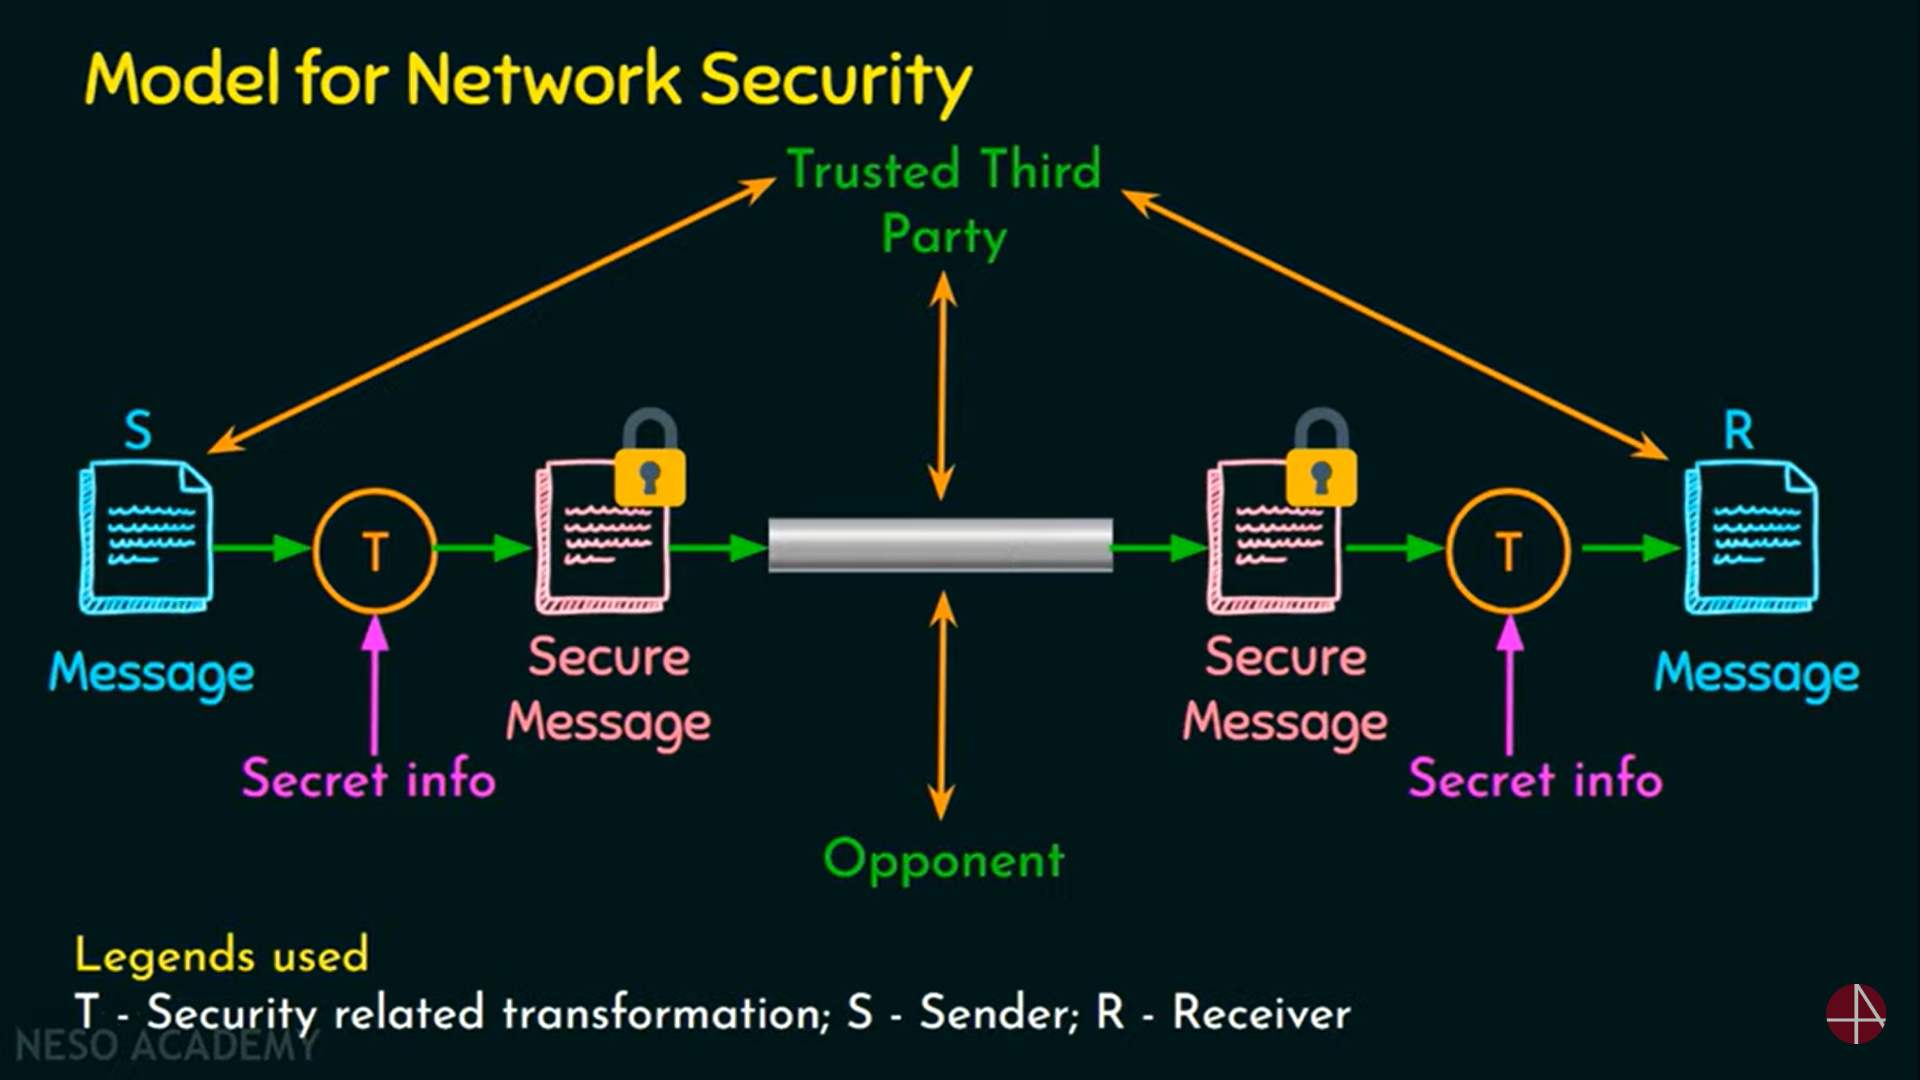 Model for Network Security
Trusted Third
Party
S
R
T
T
Message
Secure
Message
Secure
Message
Message
Secret info
Secret info
Opponent
Legends used
T - Security related transformation; S - Sender; R - Receiver
NESO ACADEMY